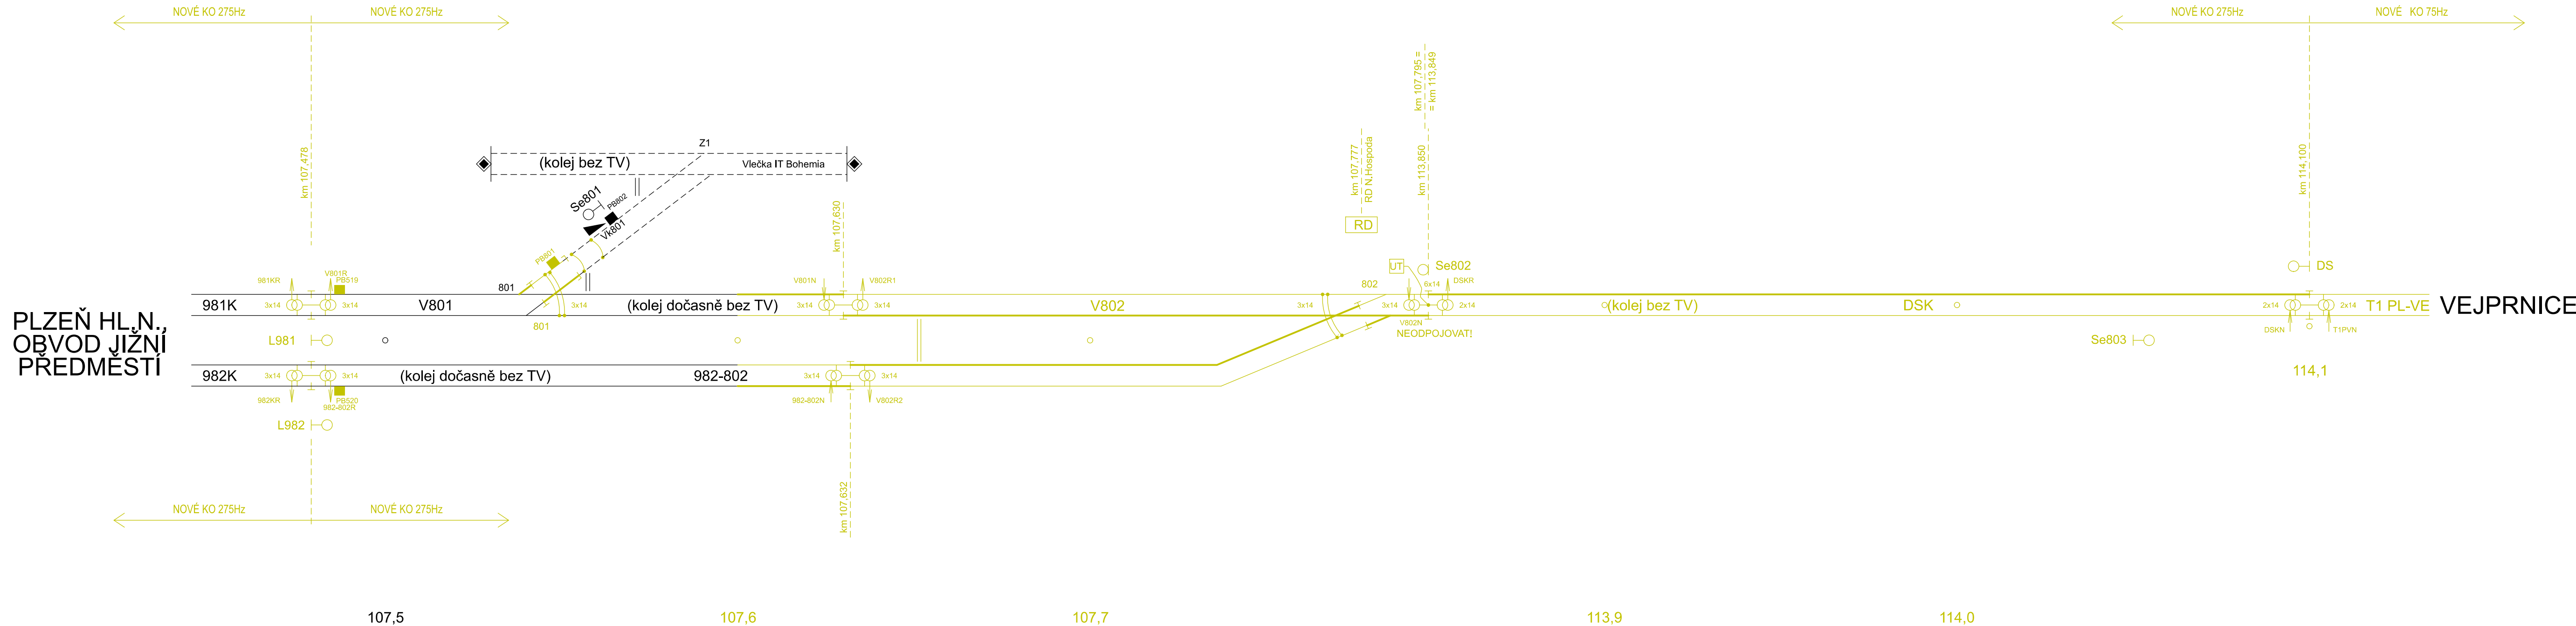 NOVÉ KO 275Hz
NOVÉ KO 275Hz
NOVÉ KO 275Hz
NOVÉ KO 75Hz
km 107,478
Z1
(kolej bez TV)
Vlečka IT Bohemia
Se801
PB802
Vk801
PB801
km 107,630
km 107,777
RD N,Hospoda
RD
km 107,795 =
= km 113,849
km 113,850
km 114,100
UT
Se802
DS
981KR
V801R
PB519
801
V801N
V802R1
802
6x14
DSKR
981K
3x14
3x14
V801
3x14
(kolej dočasně bez TV)
3x14
3x14
V802
3x14
3x14
2x14
(kolej bez TV)
DSK
2x14
2x14
T1 PL-VE
VEJPRNICE
801
V802N
NEODPOJOVAT!
DSKN
T1PVN
PLZEŇ HL.N.,
OBVOD JIŽNÍ
PŘEDMĚSTÍ
L981
Se803
982K
3x14
3x14
(kolej dočasně bez TV)
982-802
3x14
3x14
114,1
982KR
PB520
982-802R
982-802N
V802R2
L982
km 107,632
NOVÉ KO 275Hz
NOVÉ KO 275Hz
107,5
107,6
107,7
113,9
114,0